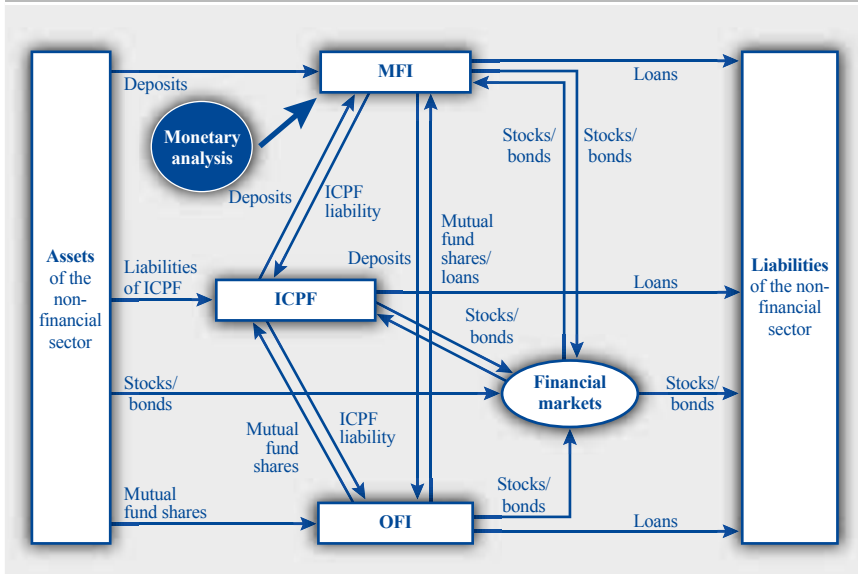 MFI
Deposits
Loans
Monetary
analysis
Stocks/
bonds
Stocks/
bonds
Deposits
ICPF
liability
Mutual
fund
shares/
loans
Deposits
Assets
of the
non-
financial
sector
Liabilities
of ICPF
ICPF
Loans
Liabilities
of the non-
financial
sector
Stocks/
bonds
Stocks/
bonds
Financial
markets
Stocks/
bonds
Mutual
fund
shares
ICPF
liability
Stocks/
bonds
Mutual
fund shares
OFI
Loans